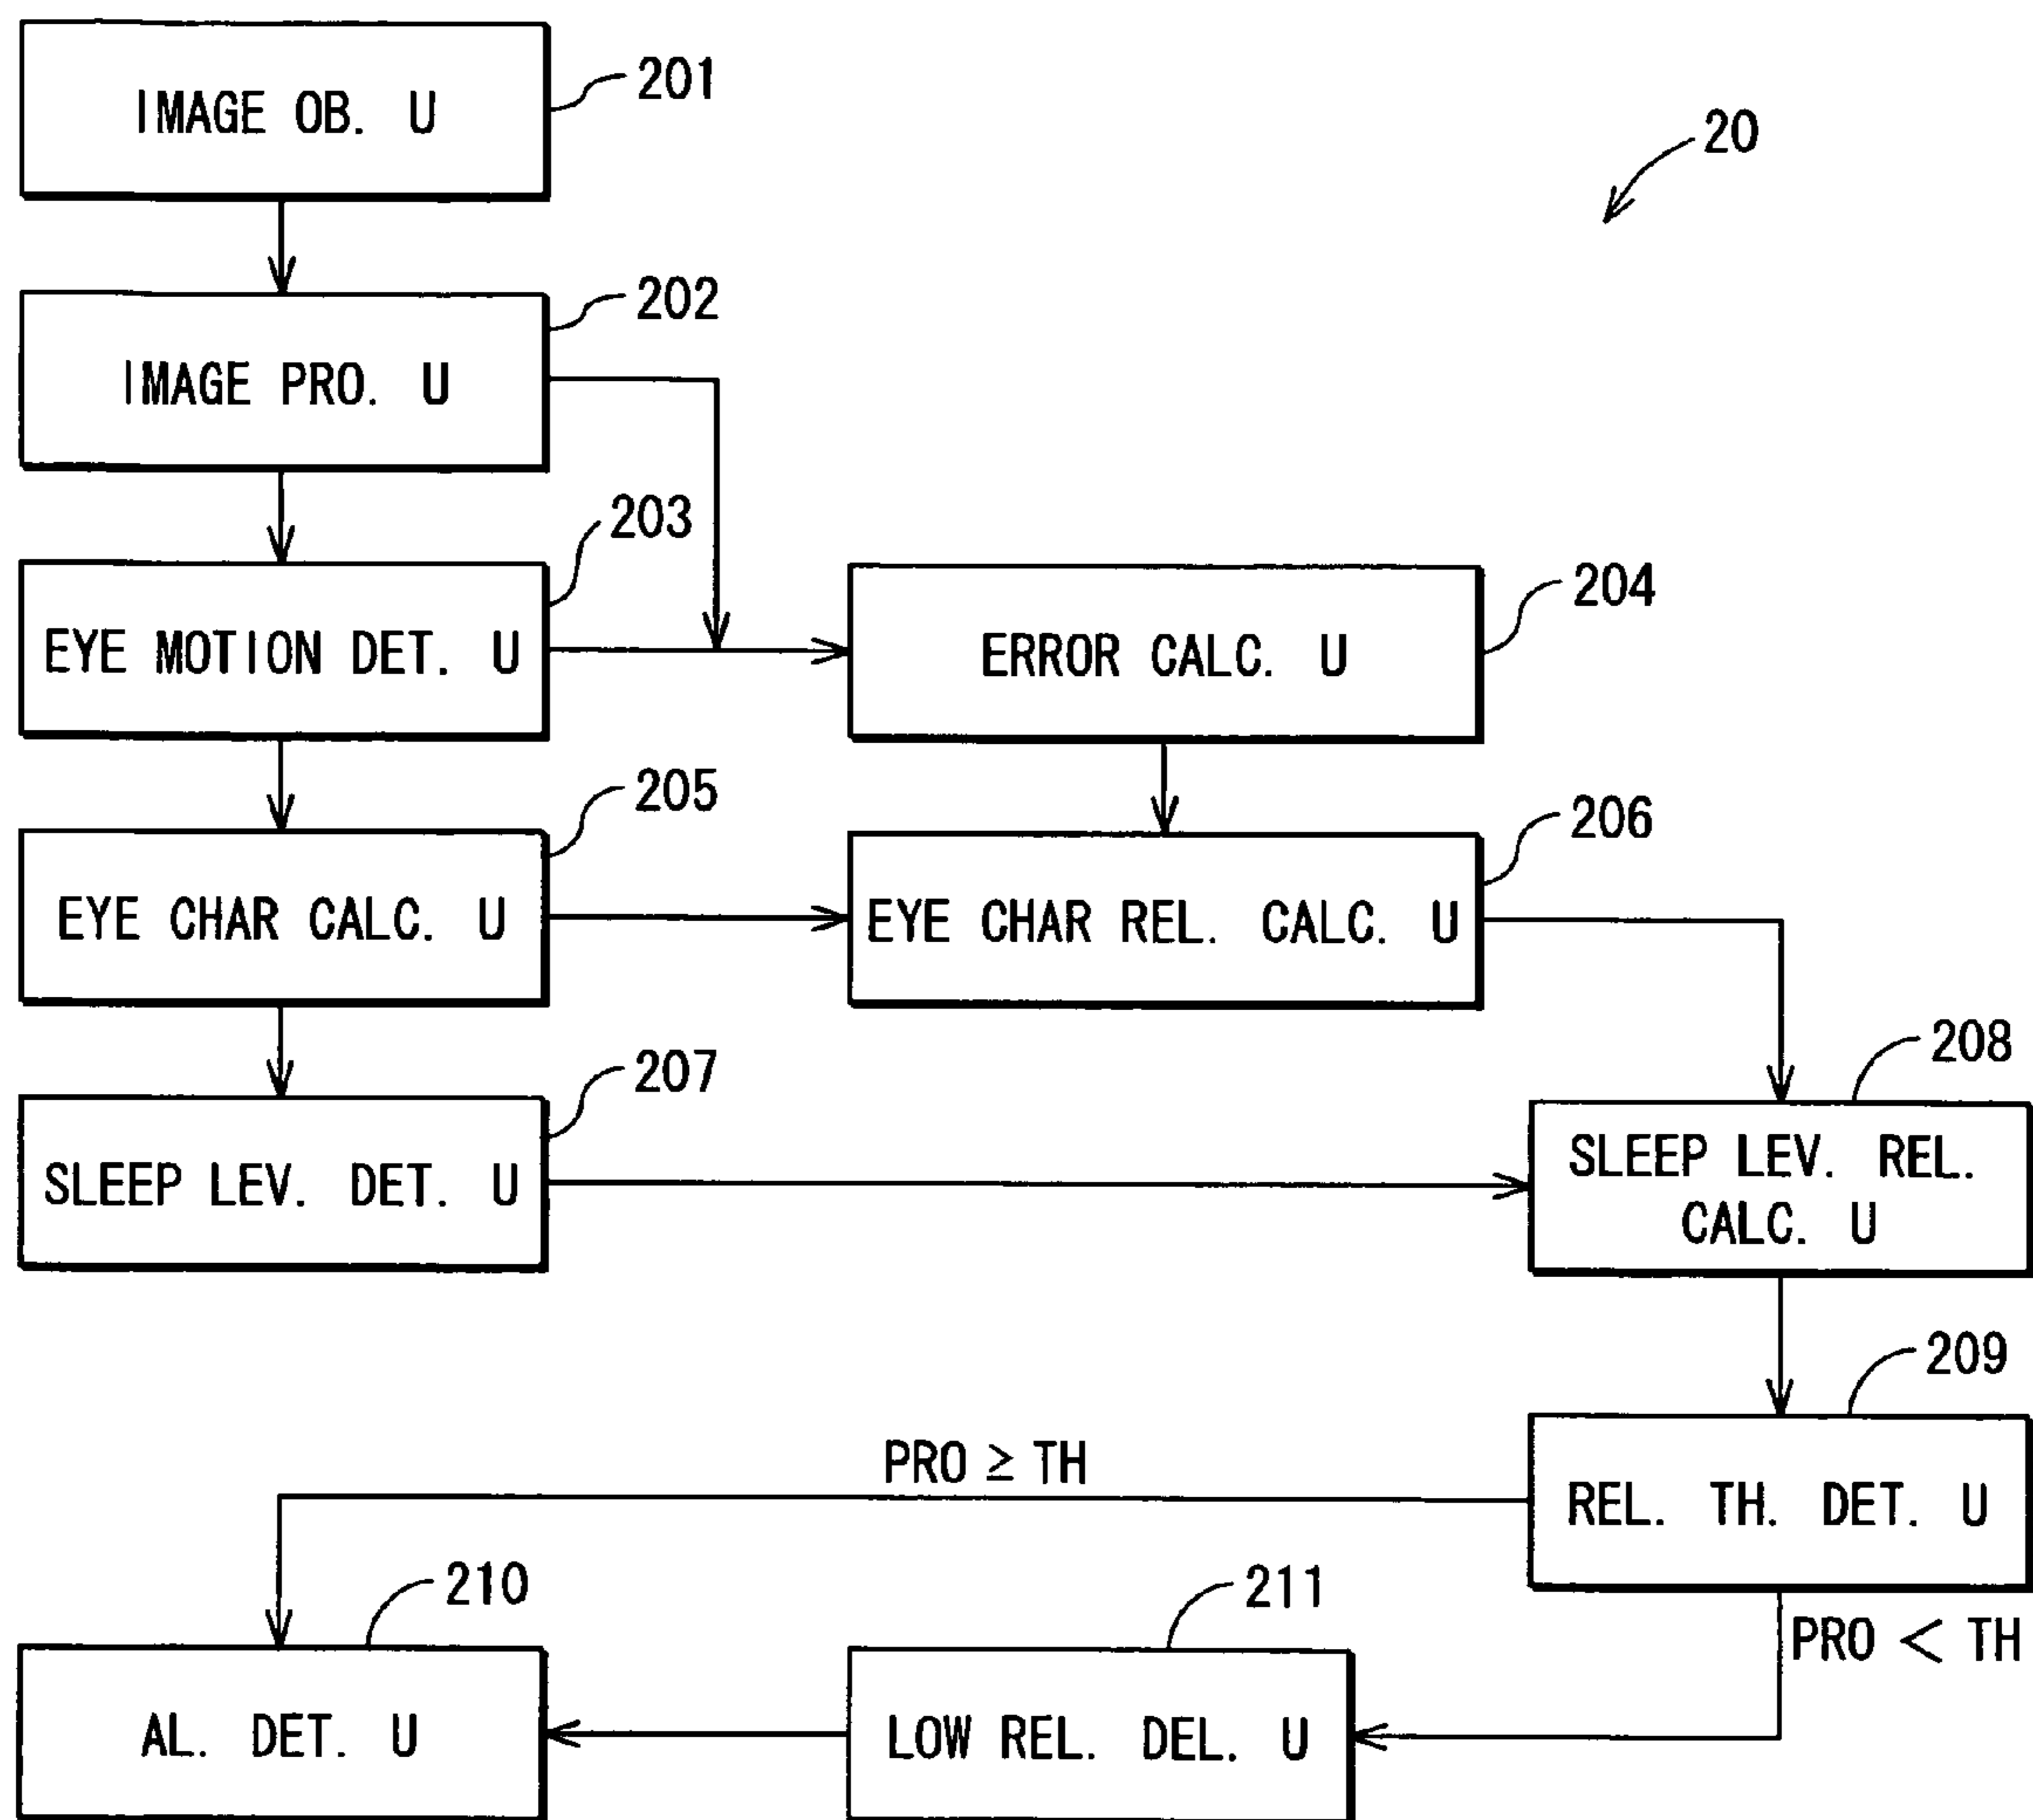 201
IMAGE OB. U
20
202
IMAGE PRO. U
203
EYE MOTION DET. U
204
ERROR CALC. U
205
EYE CHAR CALC. U
206
EYE CHAR REL. CALC. U
207
SLEEP LEV. DET. U
208
SLEEP LEV. REL.
CALC. U
209
REL. TH. DET. U
PRO ≥ TH
PRO < TH
210
AL. DET. U
211
LOW REL. DEL. U